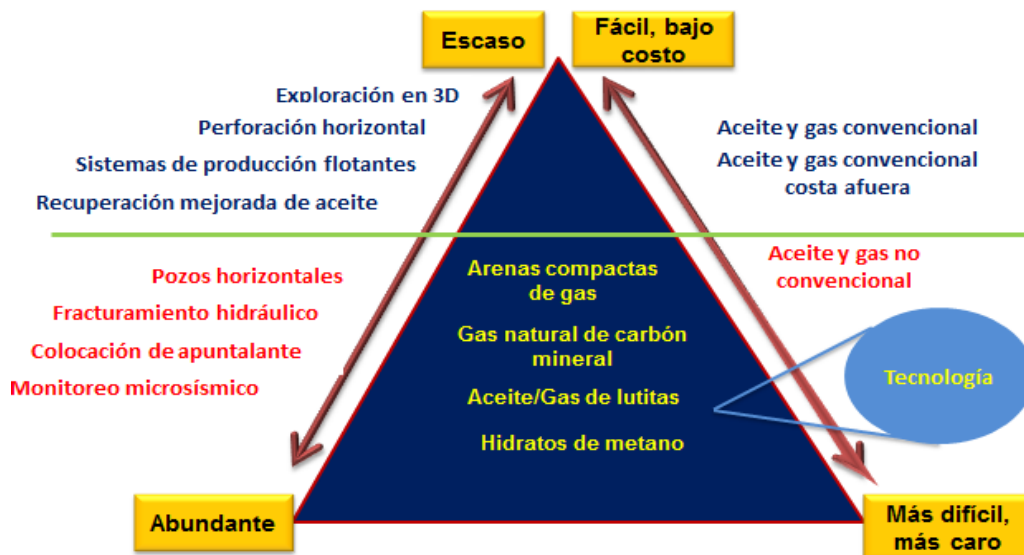 Escaso
Fácil, bajo
costo
Exploración en 3D
Perforación horizontal
Sistemas de producción flotantes
Recuperación mejorada de aceite
Aceite y gas convencional
Aceite y gas convencional
costa afuera
Pozos horizontales
Fracturamiento hidráulico
Colocación de apuntalante
Monitoreo microsísmico
Arenas compactas
de gas
Gas natural de carbón
mineral
Aceite/Gas de lutitas
Hidratos de metano
Aceite y gas no
convencional
Tecnología
Abundante
Más difícil,
más caro